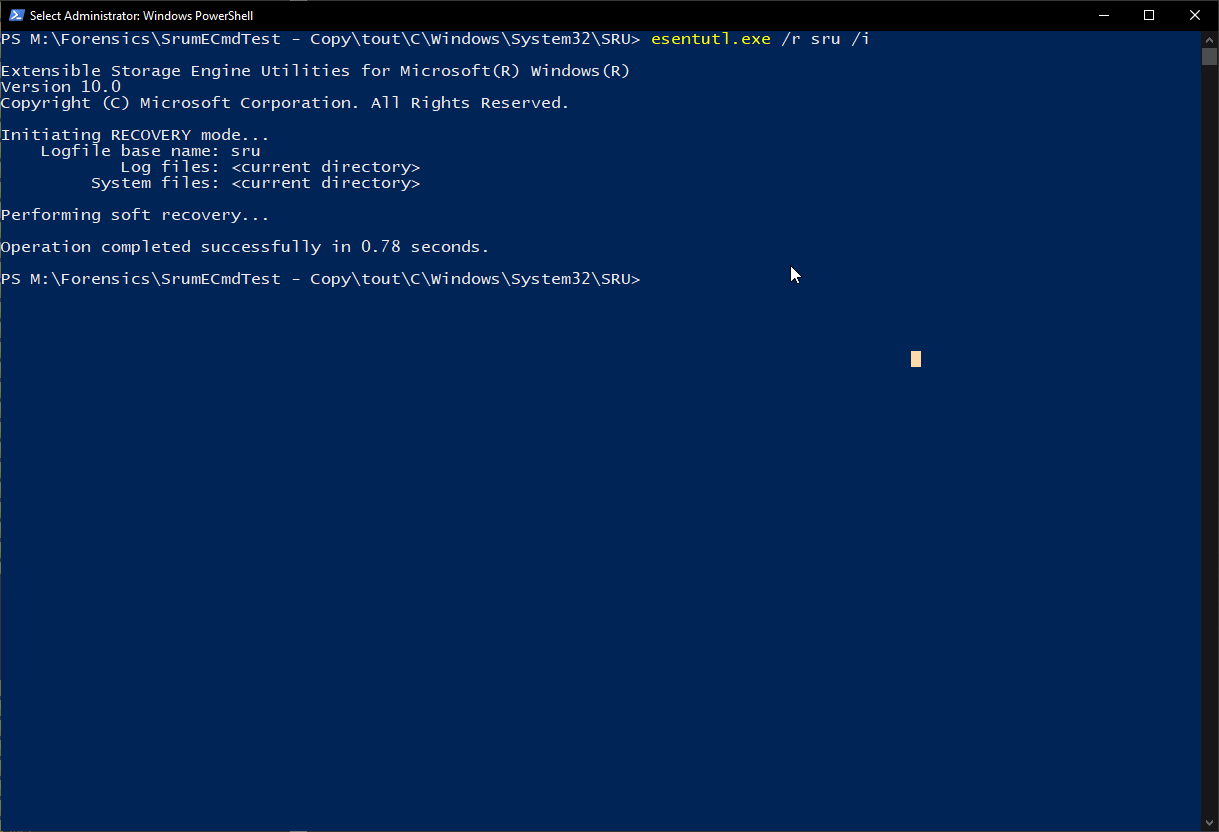 Select Administrator: Windows PowerShell
PS M:\Forensics\SrumECmdTest - Copy\tout\C\Windows\System32\SRU> esentutl.exe /r sru /i
Extensible Storage Engine Utilities for Microsoft(R) Windows(R)
Version 10.0
Copyright (C) Microsoft Corporation. All Rights Reserved.
Initiating RECOVERY mode...
Logfile base name: sru
Log files: <current directory>
System files: <current directory>
Performing soft recovery...
Operation completed successfully in 0.78 seconds.
PS M:\Forensics\SrumECmdTest - Copy\tout\C\Windows\System32\SRU>